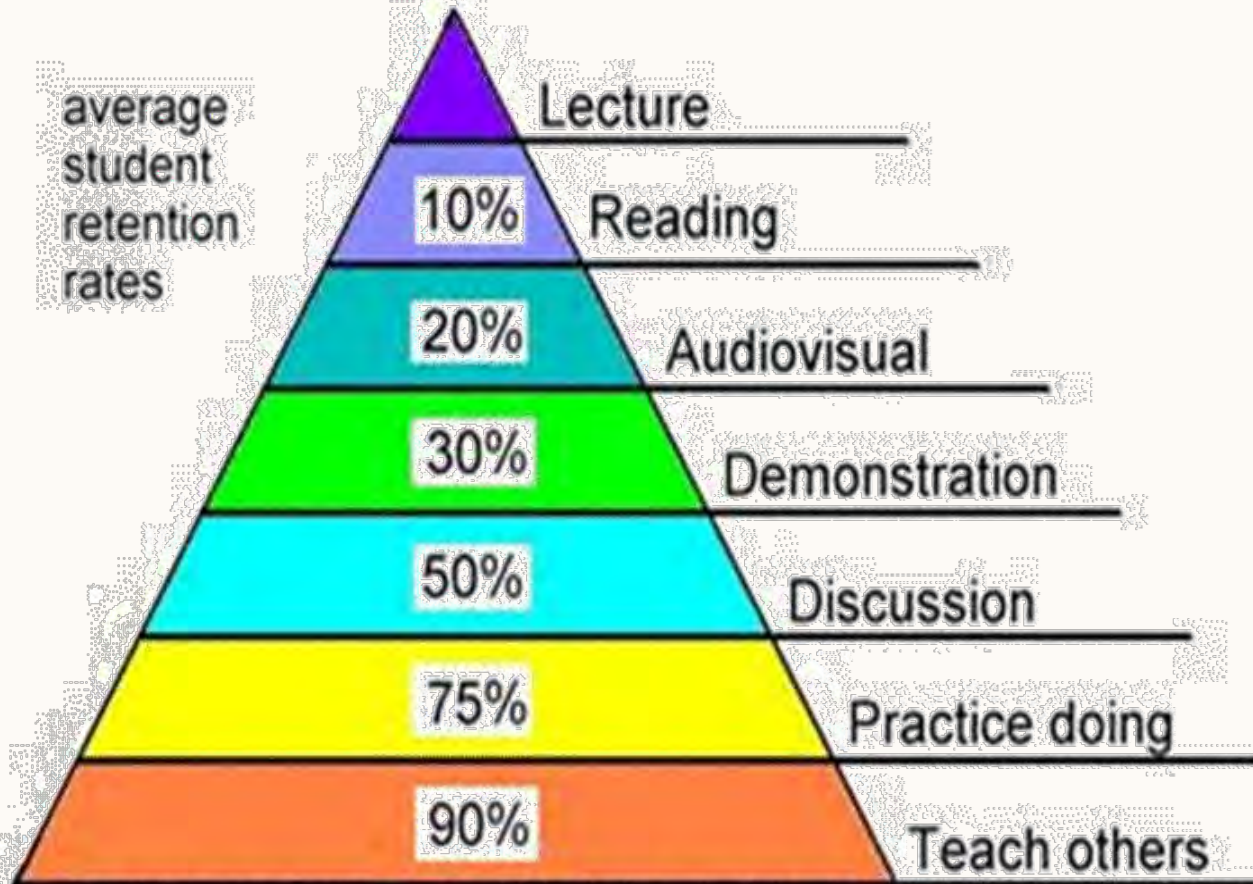 average
student
retention
rates
Lecture
10% Reading
20% Audiovisual
30% Demonstration
50% Discussion
75% Practice doing
90% Teach others